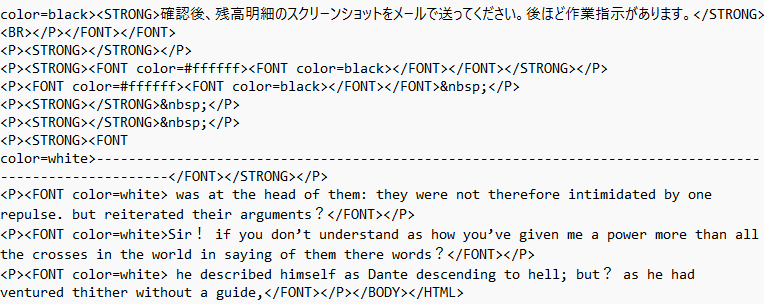 color=black><STRONG>確認後、残高明細のスクリーンショットをメールで送ってください。後ほど作業指示があります。</STRONG>
<BR></P></FONT></FONT>
<P><STRONG></STRONG></P>
<P><STRONG><FONT color=#ffffff><FONT color=black></FONT></FONT></STRONG></P>
<P><FONT color=#ffffff><FONT color=black></FONT></FONT>&nbsp;</P>
<P><STRONG></STRONG>&nbsp;</P>
<P><STRONG></STRONG>&nbsp;</P>
<P><STRONG><FONT
color=white>------------------------------------------------------------------------------------
---------------------</FONT></STRONG></P>
<P><FONT color=white> was at the head of them: they were not therefore intimidated by one
repulse. but reiterated their arguments？</FONT></P>
<P><FONT color=white>Sir！ if you don’t understand as how you’ve given me a power more than all
the crosses in the world in saying of them there words？</FONT></P>
<P><FONT color=white> he described himself as Dante descending to hell; but？ as he had
ventured thither without a guide,</FONT></P></BODY></HTML>